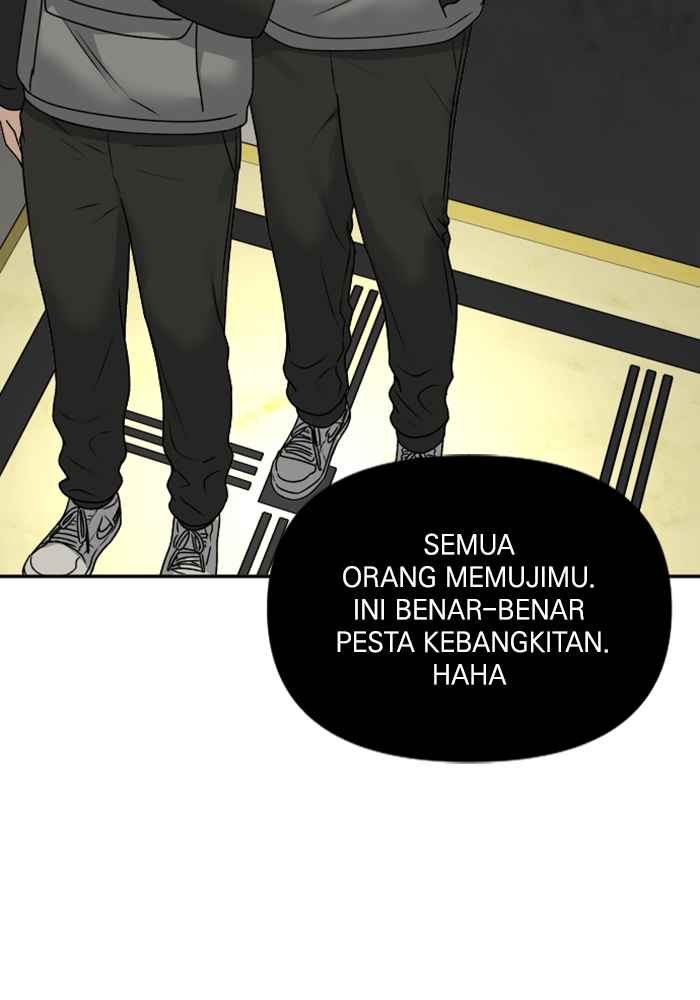 SEMUA
ORANG MEMUJIMU.
INI BENAR-BENAR
PESTA KEBANGKITAN.
HAHA